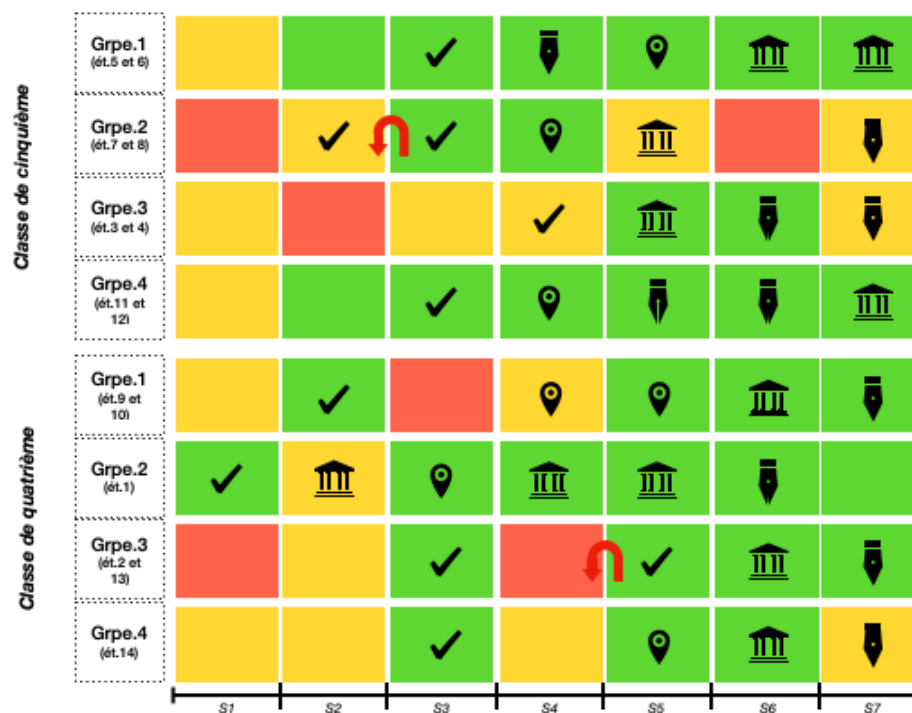 Classe de cinquième
Grpe.1
(ét.5 et 6)
Grpe.2
(ét.7 et 8)
Grpe.3
(ét.3 et 4)
Grpe.4
(ét.11 et
12)
Classe de quatrième
Grpe.1
(ét.9 et
10)
Grpe.2
(ét.1)
Grpe.3
(ét.2 et
13)
Grpe.4
(ét.14)
S1 S2 S3 S4 S5 S6 S7